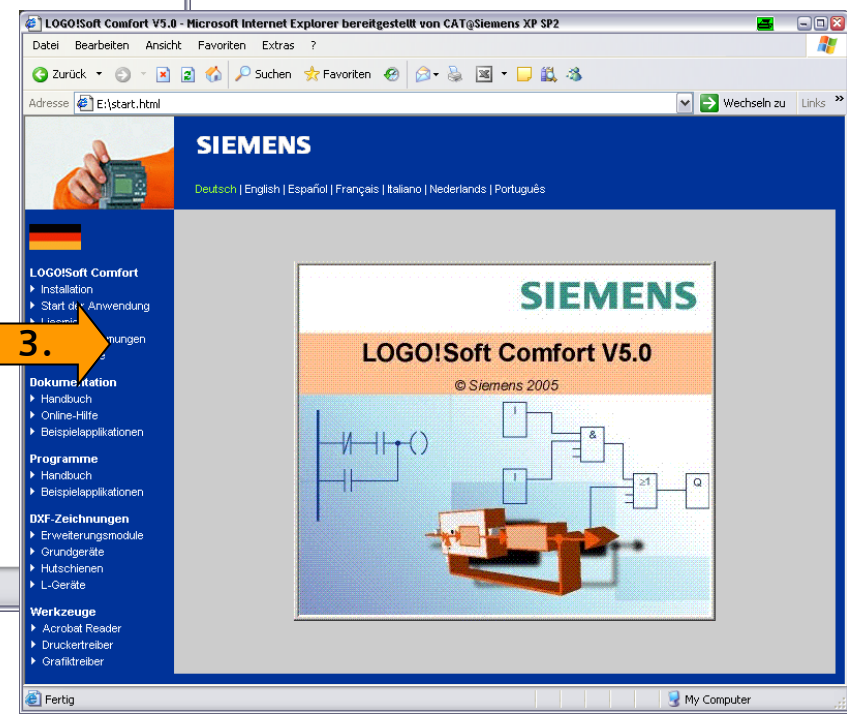 LOGO!Soft Comfort V5.0 - Microsoft Internet Explorer bereitgestellt von CAT@Siemens XP SP2
Datei Bearbeiten Ansicht Favoriten Extras ?
Zurück Suchen Favoriten
Adresse E:\start.html Wechseln zu Links »
SIEMENS
Deutsch | English | Español | Français | Italiano | Nederlands | Português
LOGO!Soft Comfort
Installation
Start der Anwendung
3.
Dokumentation
Handbuch
Online-Hilfe
Beispielapplikationen
Programme
Handbuch
Beispielapplikationen
DXF-Zeichnungen
Erweiterungsmodule
Grundgeräte
Hutschienen
L-Geräte
Werkzeuge
Acrobat Reader
Druckertreiber
Grafiktreiber
SIEMENS
LOGO!Soft Comfort V5.0
© Siemens 2005
I
&
I
≥1
Q
Fertig My Computer